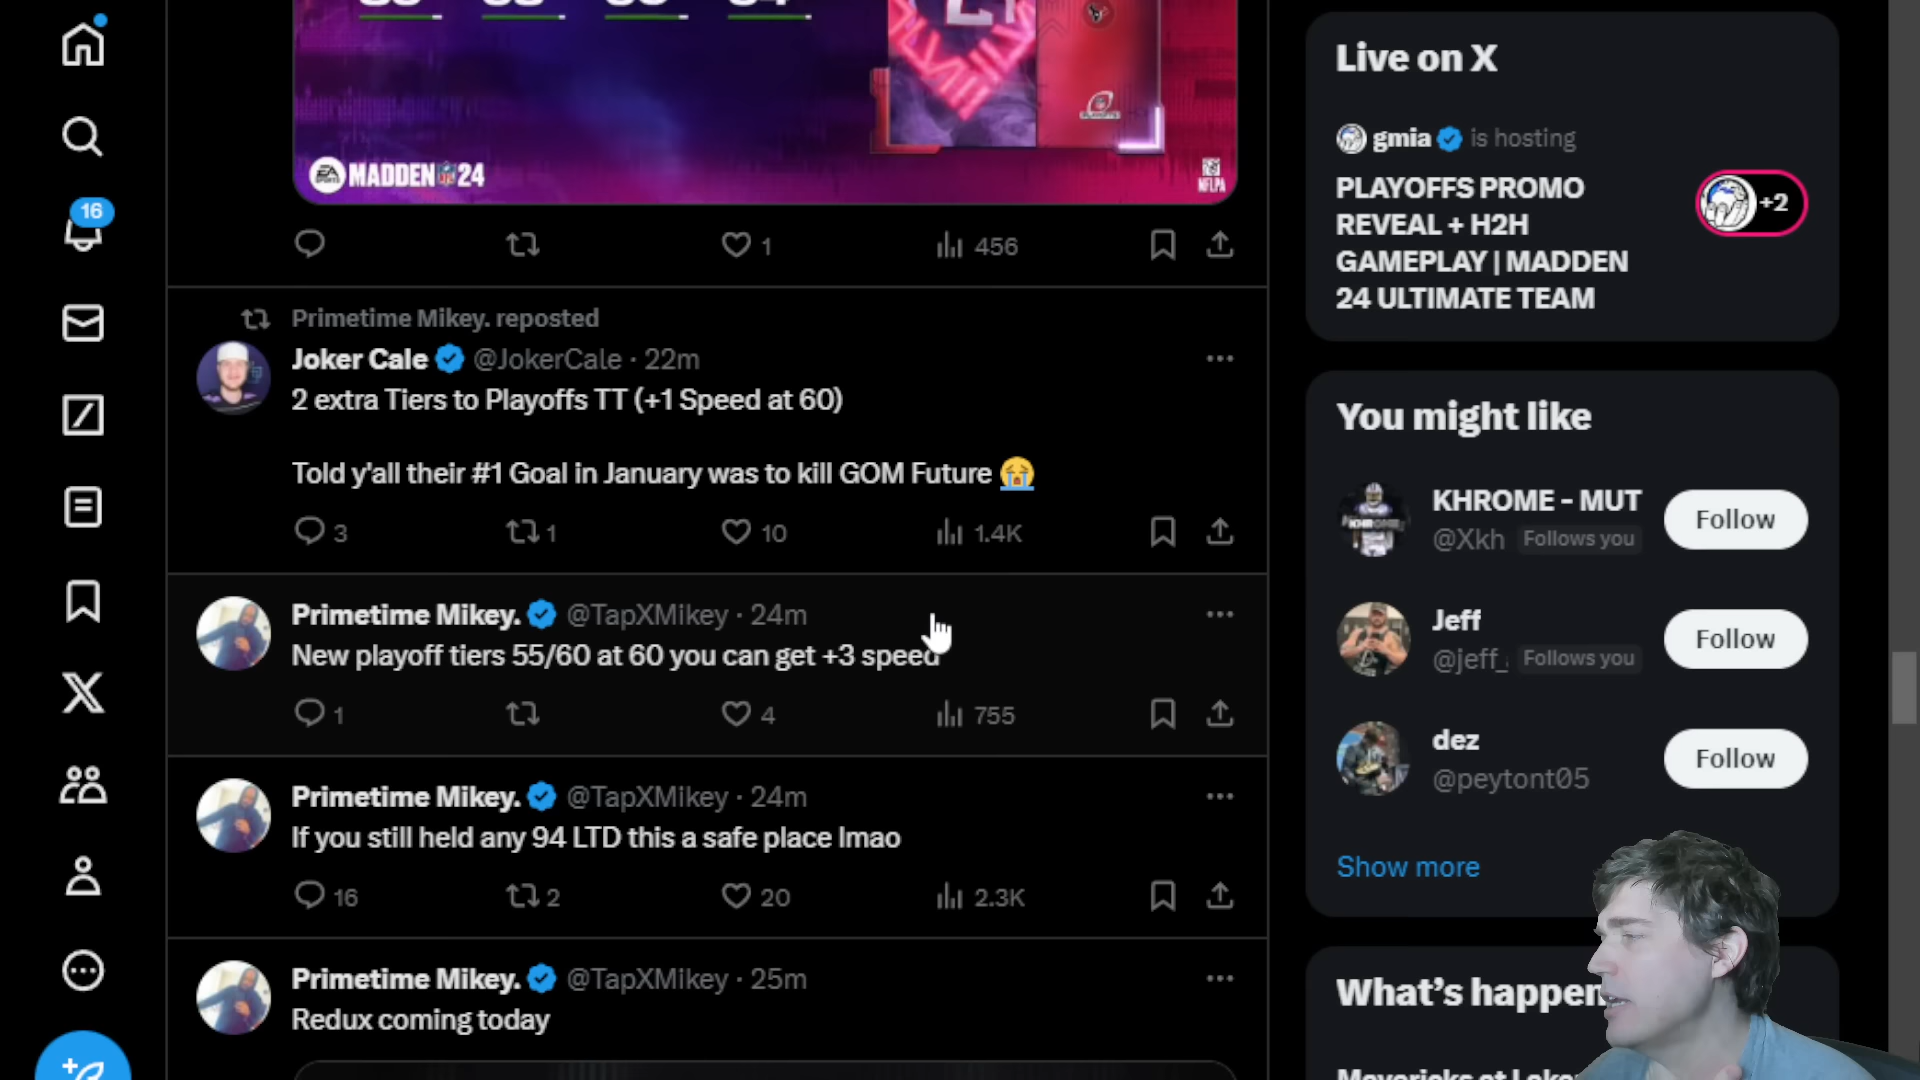 EA SPORTS MADDEN NFL 24
NFLPA
1
456
Primetime Mikey. reposted
Joker Cale @JokerCale · 22m
2 extra Tiers to Playoffs TT (+1 Speed at 60)
Told y'all their #1 Goal in January was to kill GOM Future 😭
3
1
10
1.4K
Primetime Mikey. @TapXMikey · 24m
New playoff tiers 55/60 at 60 you can get +3 speed
1
4
755
Primetime Mikey. @TapXMikey · 24m
If you still held any 94 LTD this a safe place lmao
16
2
20
2.3K
Primetime Mikey. @TapXMikey · 25m
Redux coming today
16
Live on X
gmia is hosting
PLAYOFFS PROMO
REVEAL + H2H
GAMEPLAY | MADDEN
24 ULTIMATE TEAM
+2
You might like
KHROME - MUT
@Xkh Follows you
Follow
Jeff
@jeff_ Follows you
Follow
dez
@peytont05
Follow
Show more
What's happen